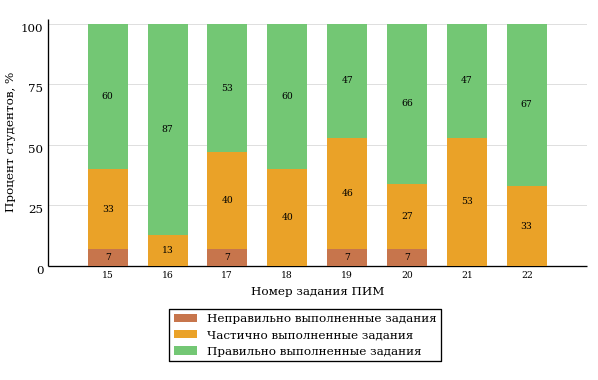 Процент студентов, %
100
75
50
25
0
60 87 53 60 47 66 47 67
33 13 40 40 46 27 53 33
7 7 7 7
15 16 17 18 19 20 21 22
Номер задания ПИМ
Неправильно выполненные задания
Частично выполненные задания
Правильно выполненные задания